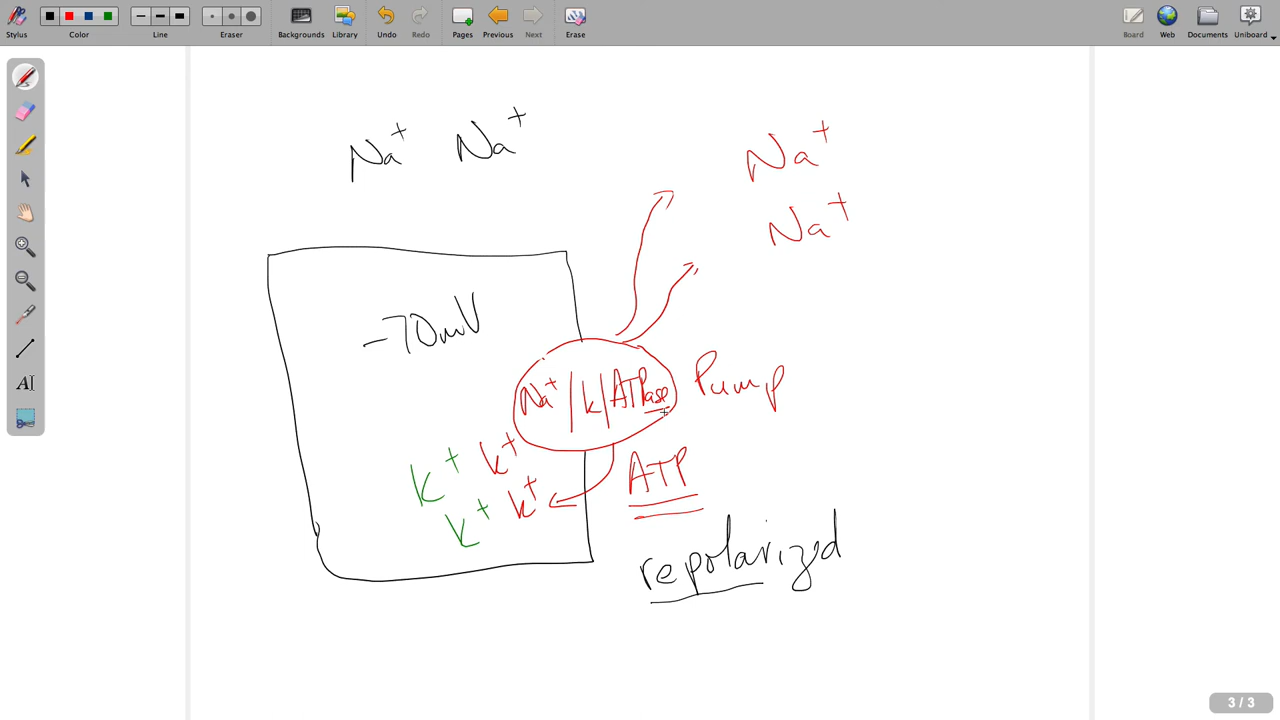 Stylus Color Line Eraser Backgrounds Library Undo Redo Pages Previous Next Erase Board Web Documents Uniboard
Na+ Na+
Na+
Na+
-70mV
Na+/k/ATPase Pump
K+ k+
K+ k+
ATP
repolarized
3 / 3